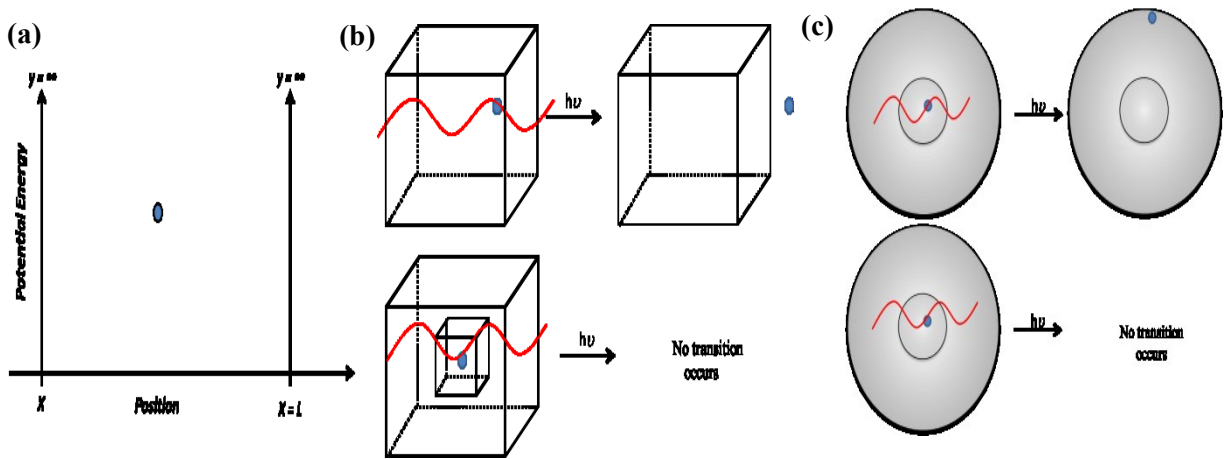 (a)
y = ∞
y = ∞
Potential Energy
X
Position
X = L
(b)
hυ
hυ
No transition
occurs
(c)
hυ
hυ
No transition
occurs